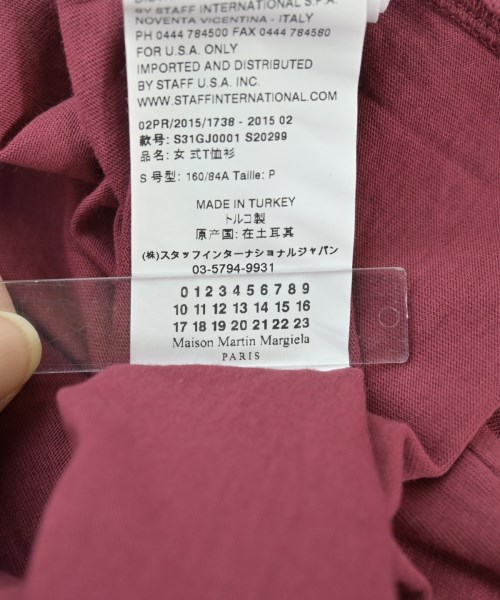 BY STAFF INTERNATIONAL S.P.A.
NOVENTA VICENTINA - ITALY
PH 0444 784500 FAX 0444 784580
FOR U.S.A. ONLY
IMPORTED AND DISTRIBUTED
BY STAFF U.S.A. INC.
WWW.STAFFINTERNATIONAL.COM
02PR/2015/1738 - 2015 02
款号: S31GJ0001 S20299
品名: 女 式T恤衫
S 号型: 160/84A Taille: P
MADE IN TURKEY
トルコ製
原产国: 在土耳其
(株)スタッフインターナショナルジャパン
03-5794-9931
0 1 2 3 4 5 6 7 8 9
10 11 12 13 14 15 16
17 18 19 20 21 22 23
Maison Martin Margiela
PARIS